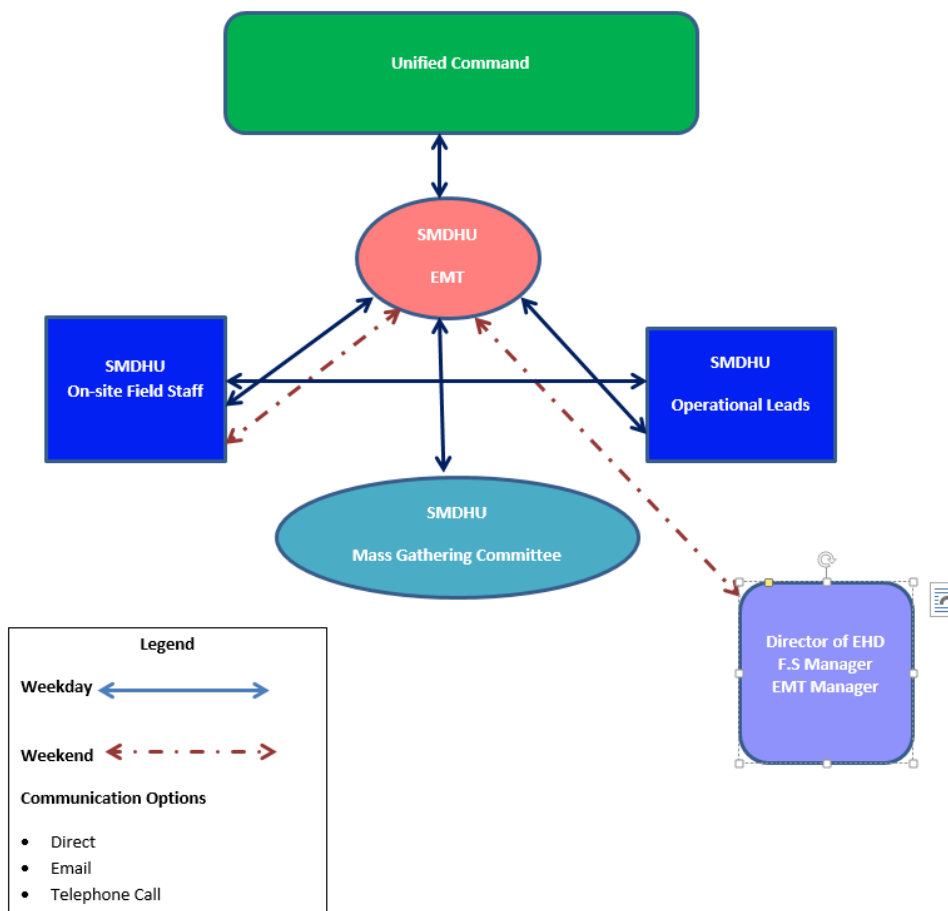 Unified Command
SMDHU
EMT
SMDHU
On-site Field Staff
SMDHU
Operational Leads
SMDHU
Mass Gathering Committee
Director of EHD
F.S Manager
EMT Manager
Legend
Weekday
Weekend
Communication Options
• Direct
• Email
• Telephone Call